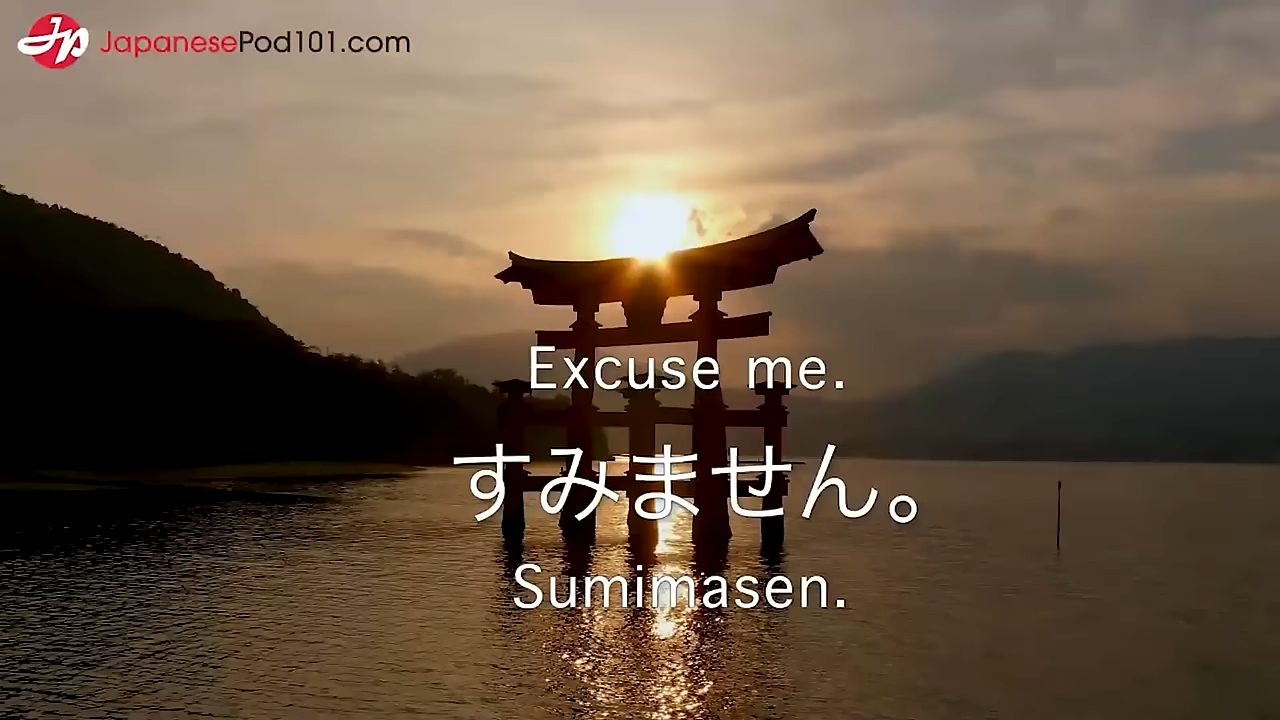 JapanesePod101.com
Excuse me.
すみません。
Sumimasen.